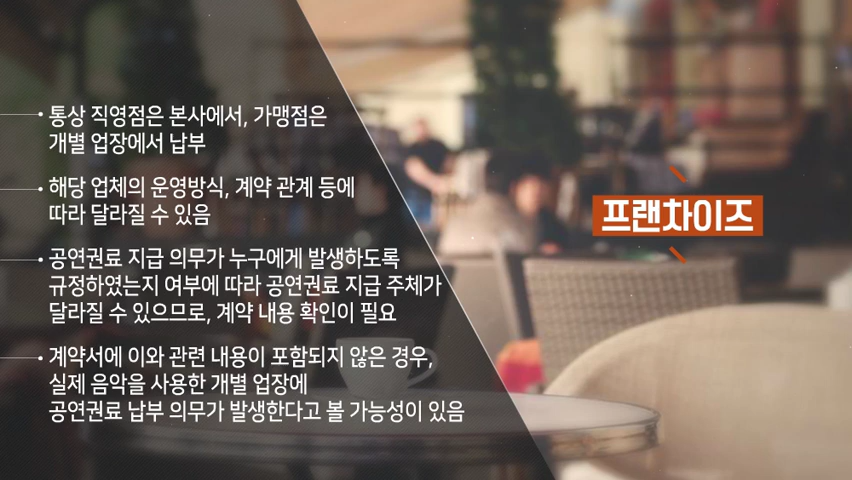 통상 직영점은 본사에서, 가맹점은
개별 업장에서 납부
해당 업체의 운영방식, 계약 관계 등에
따라 달라질 수 있음
공연권료 지급 의무가 누구에게 발생하도록
규정하였는지 여부에 따라 공연권료 지급 주체가
달라질 수 있으므로, 계약 내용 확인이 필요
계약서에 이와 관련 내용이 포함되지 않은 경우,
실제 음악을 사용한 개별 업장에
공연권료 납부 의무가 발생한다고 볼 가능성이 있음
프랜차이즈